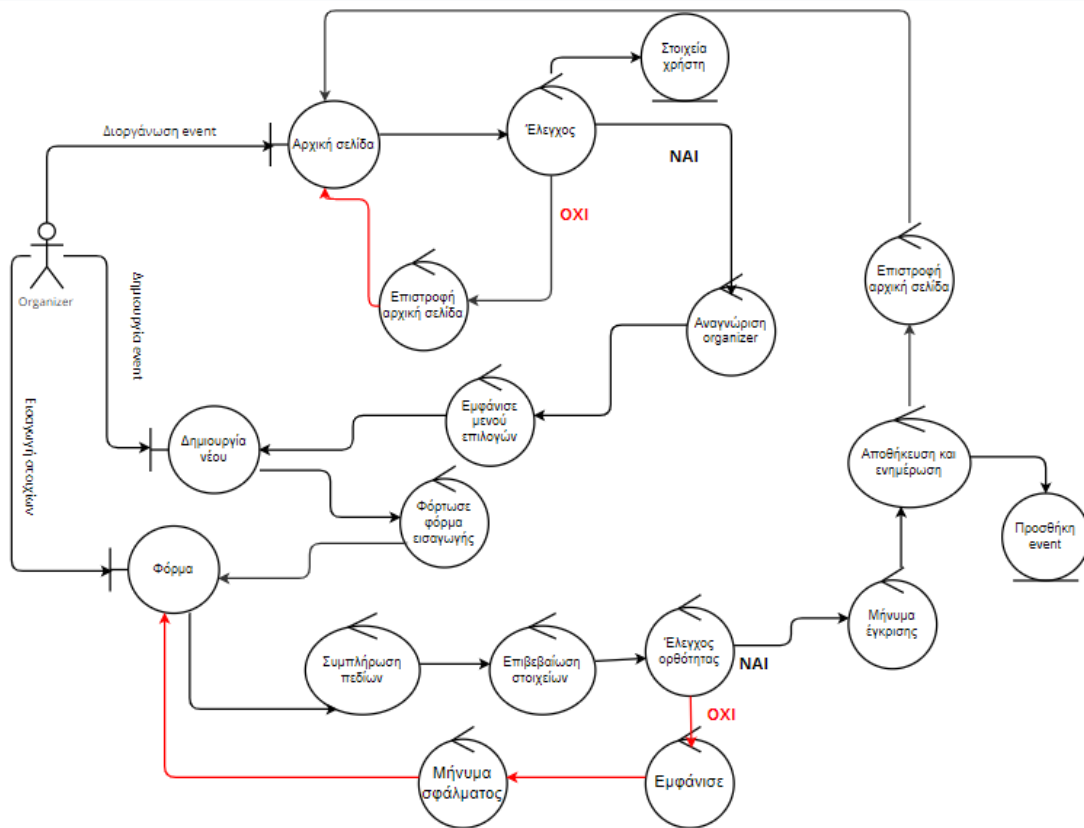 Στοιχεία
χρήστη
Διοργάνωση event
Αρχική σελίδα
Έλεγχος
ΝΑΙ
ΟΧΙ
Organizer
Επιστροφή
αρχική σελίδα
Επιστροφή
αρχική σελίδα
Αναγνώριση
organizer
Δημιουργία event
Εισαγωγή στοιχίων
Εμφάνισε
μενού
επιλογών
Δημιουργία
νέου
Αποθήκευση και
ενημέρωση
Φόρτωσε
φόρμα
εισαγωγής
Προσθήκη
event
Φόρμα
Μήνυμα
έγκρισης
Συμπλήρωση
πεδίων
Επιβεβαίωση
στοιχείων
Έλεγχος
ορθότητας
ΝΑΙ
ΟΧΙ
Μήνυμα
σφάλματος
Εμφάνισε